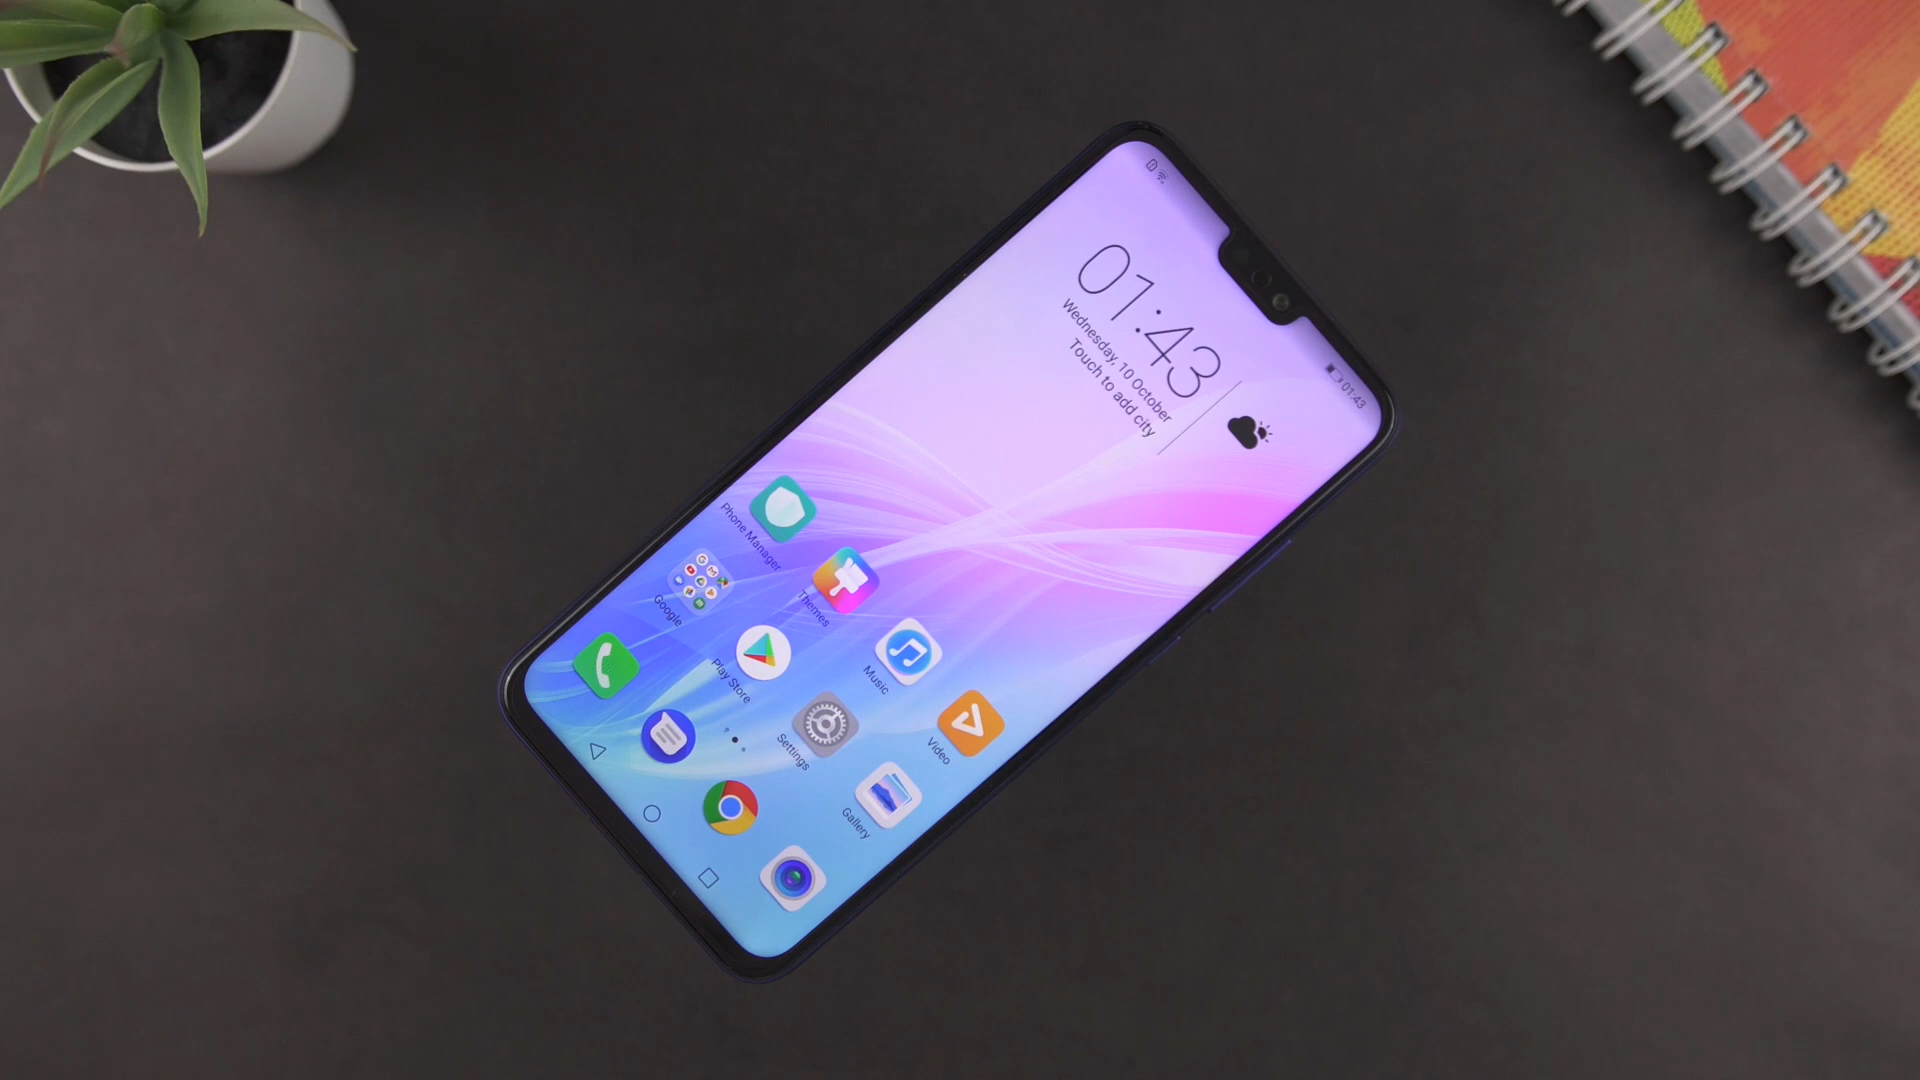 01:43
01:43
Wednesday, 10 October
Touch to add city
Phone Manager
Themes
Music
Video
Google
Play Store
Settings
Gallery